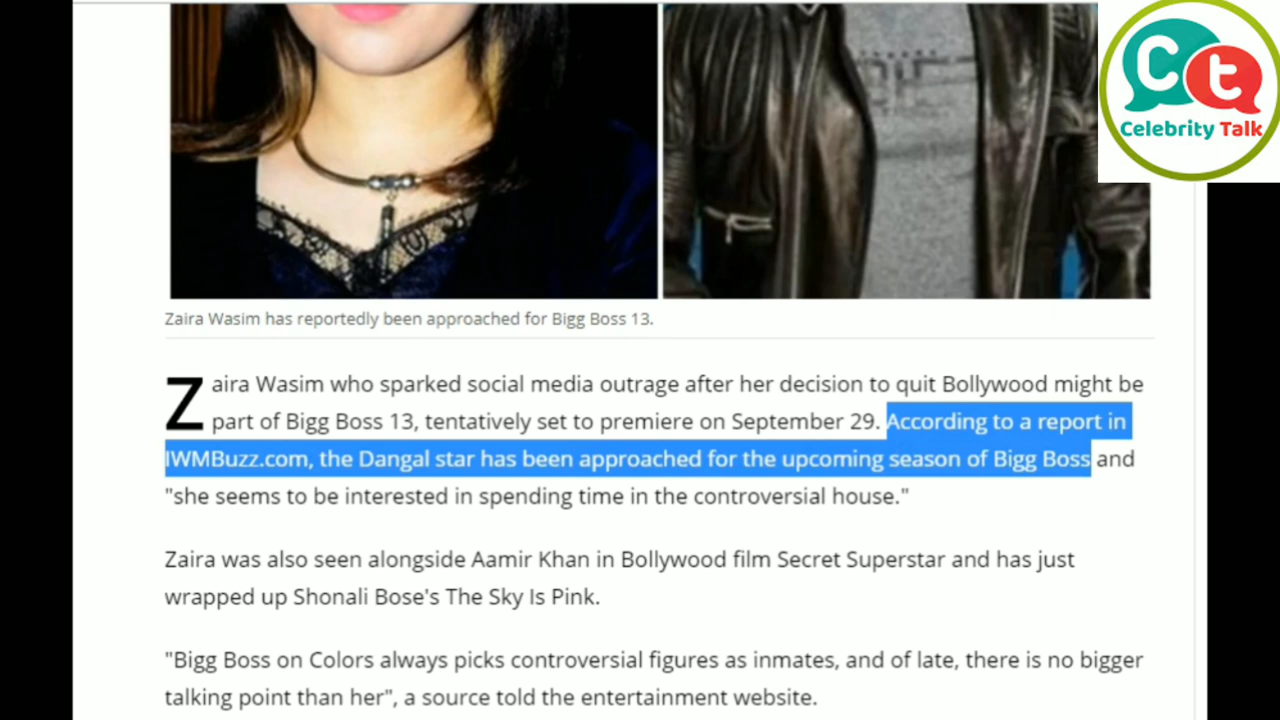 Ct
Celebrity Talk
Zaira Wasim has reportedly been approached for Bigg Boss 13.
Zaira Wasim who sparked social media outrage after her decision to quit Bollywood might be
part of Bigg Boss 13, tentatively set to premiere on September 29. According to a report in
IWMBuzz.com, the Dangal star has been approached for the upcoming season of Bigg Boss and
"she seems to be interested in spending time in the controversial house."
Zaira was also seen alongside Aamir Khan in Bollywood film Secret Superstar and has just
wrapped up Shonali Bose's The Sky Is Pink.
"Bigg Boss on Colors always picks controversial figures as inmates, and of late, there is no bigger
talking point than her", a source told the entertainment website.